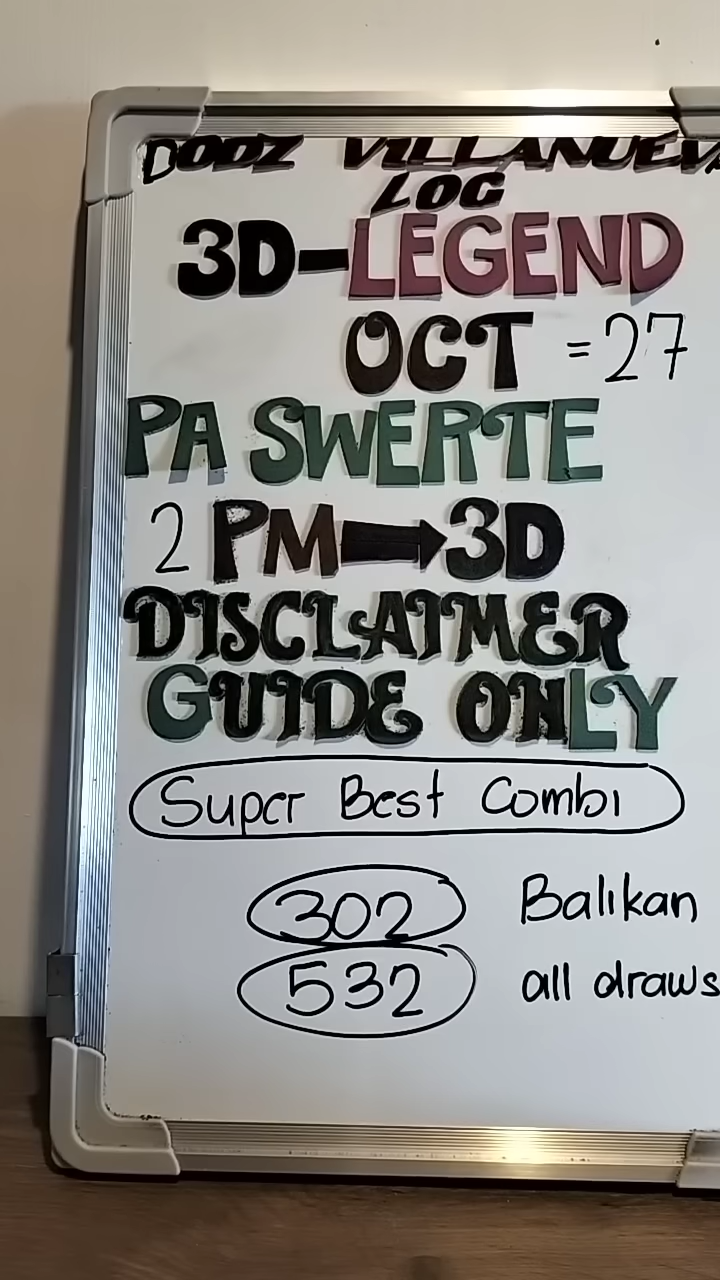 DODZ VILLANUEVA
LOG
3D-LEGEND
OCT = 27
PA SWERTE
2 PM➡3D
DISCLAIMER
GUIDE ONLY
Super Best Combi
302 Balikan
532 all draws